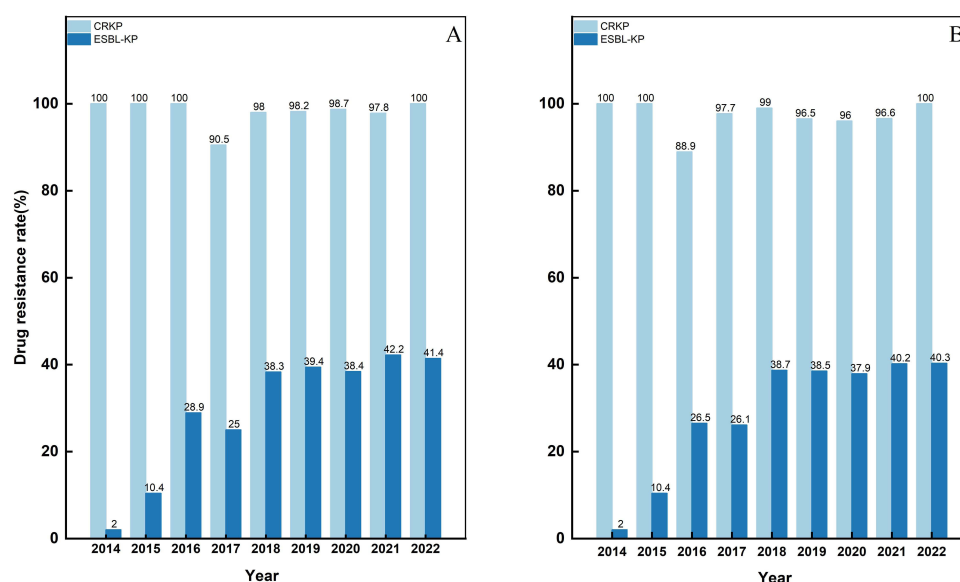 CRKP
ESBL-KP
A
Drug resistance rate(%)
100
80
60
40
20
0
100 100 100 90.5 98 98.2 98.7 97.8 100
2 10.4 28.9 25 38.3 39.4 38.4 42.2 41.4
2014 2015 2016 2017 2018 2019 2020 2021 2022
Year
CRKP
ESBL-KP
B
100
80
60
40
20
0
100 100 88.9 97.7 99 96.5 96 96.6 100
2 10.4 26.5 26.1 38.7 38.5 37.9 40.2 40.3
2014 2015 2016 2017 2018 2019 2020 2021 2022
Year